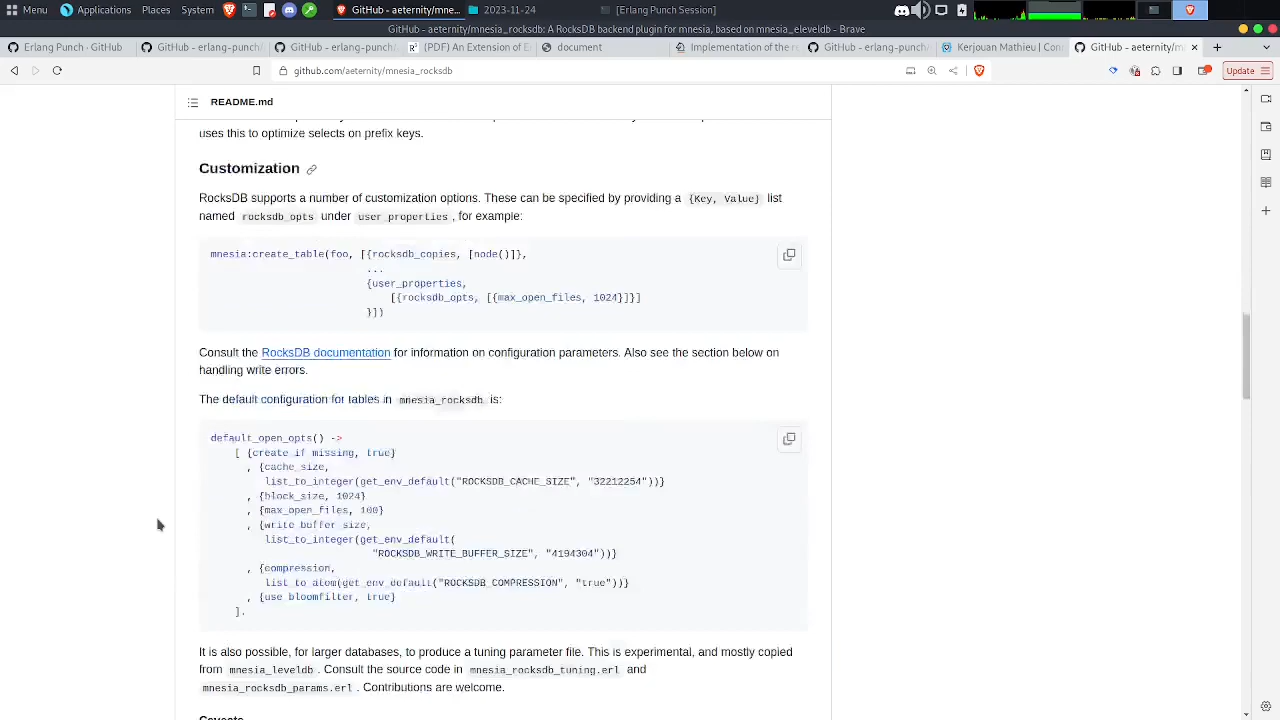 Menu Applications Places System GitHub - aeternity/mne... 2023-11-24 [Erlang Punch Session]
GitHub - aeternity/mnesia_rocksdb: A RocksDB backend plugin for mnesia, based on mnesia_eleveldb - Brave
Erlang Punch · GitHub GitHub - erlang-punch/ GitHub - erlang-punch/ (PDF) An Extension of E document Implementation of the re GitHub - erlang-punch/ Kerjouan Mathieu | Con GitHub - aeternity/m
github.com/aeternity/mnesia_rocksdb Update
README.md
uses this to optimize selects on prefix keys.
Customization
RocksDB supports a number of customization options. These can be specified by providing a {Key, Value} list
named rocksdb_opts under user_properties , for example:
mnesia:create_table(foo, [{rocksdb_copies, [node()]},
...
{user_properties,
[{rocksdb_opts, [{max_open_files, 1024}]}]
}])
Consult the RocksDB documentation for information on configuration parameters. Also see the section below on
handling write errors.
The default configuration for tables in mnesia_rocksdb is:
default_open_opts() ->
[ {create_if_missing, true}
, {cache_size,
list_to_integer(get_env_default("ROCKSDB_CACHE_SIZE", "32212254"))}
, {block_size, 1024}
, {max_open_files, 100}
, {write_buffer_size,
list_to_integer(get_env_default(
"ROCKSDB_WRITE_BUFFER_SIZE", "4194304"))}
, {compression,
list_to_atom(get_env_default("ROCKSDB_COMPRESSION", "true"))}
, {use_bloomfilter, true}
].
It is also possible, for larger databases, to produce a tuning parameter file. This is experimental, and mostly copied
from mnesia_leveldb . Consult the source code in mnesia_rocksdb_tuning.erl and
mnesia_rocksdb_params.erl . Contributions are welcome.
Caveats